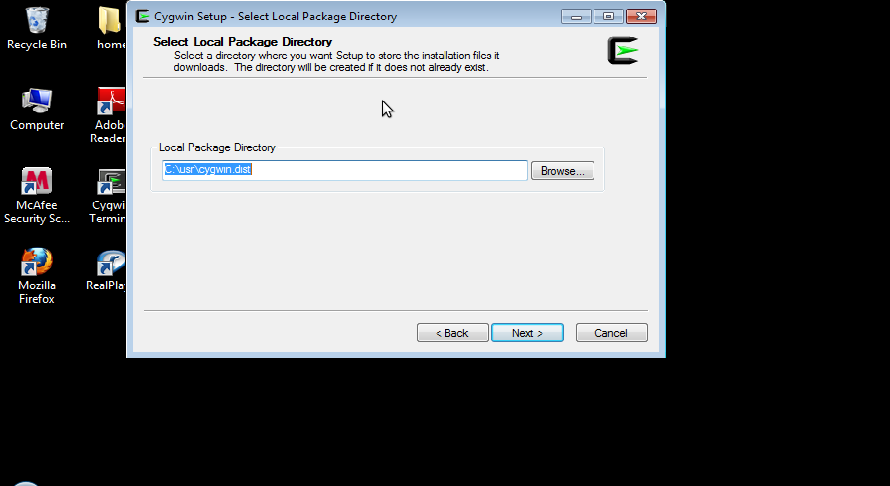 Cygwin Setup - Select Local Package Directory
Select Local Package Directory
Select a directory where you want Setup to store the installation files it
downloads. The directory will be created if it does not already exist.
Local Package Directory
C:\usr\cygwin.dist
Browse...
< Back
Next >
Cancel
Recycle Bin
home
Computer
Adob
Reader
McAfee
Security Sc...
Cygwi
Termin
Mozilla
Firefox
RealPla